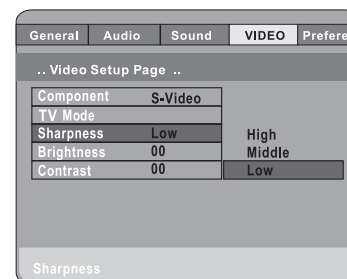 General Audio Sound VIDEO Prefere
.. Video Setup Page ..
Component S-Video
TV Mode
Sharpness Low High
Brightness 00 Middle
Contrast 00 Low
Sharpness